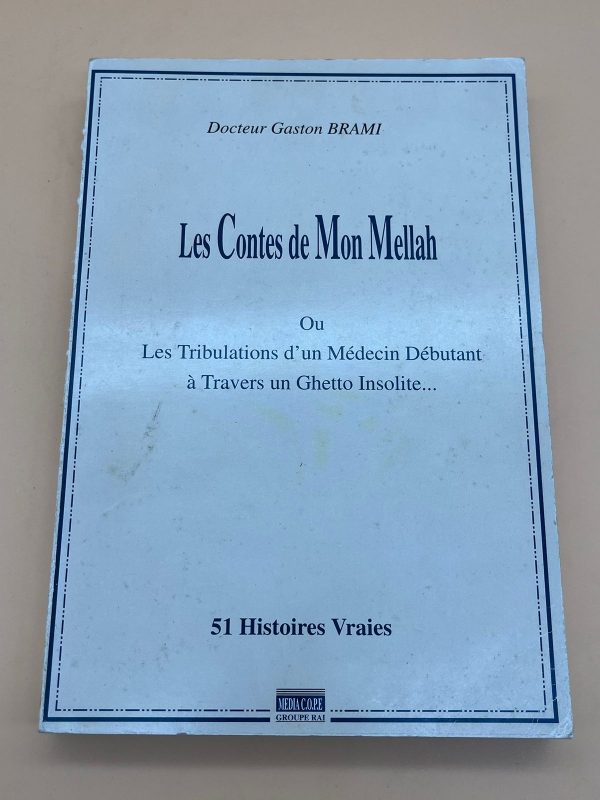 Docteur Gaston BRAMI
Les Contes de Mon Mellah
Ou
Les Tribulations d'un Médecin Débutant
à Travers un Ghetto Insolite...
51 Histoires Vraies
MEDIA C.O.P.E
GROUPE RAI